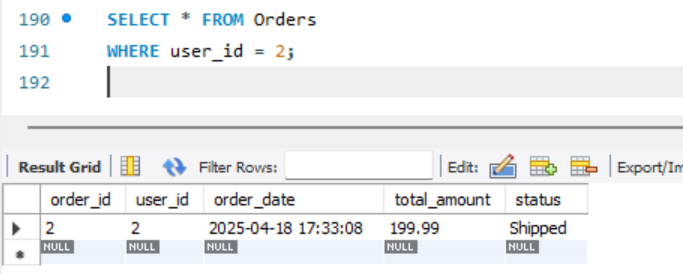 190 SELECT * FROM Orders
191 WHERE user_id = 2;
192
Result Grid Filter Rows: Edit: Export/Im
order_id user_id order_date total_amount status
2 2 2025-04-18 17:33:08 199.99 Shipped
NULL NULL NULL NULL NULL